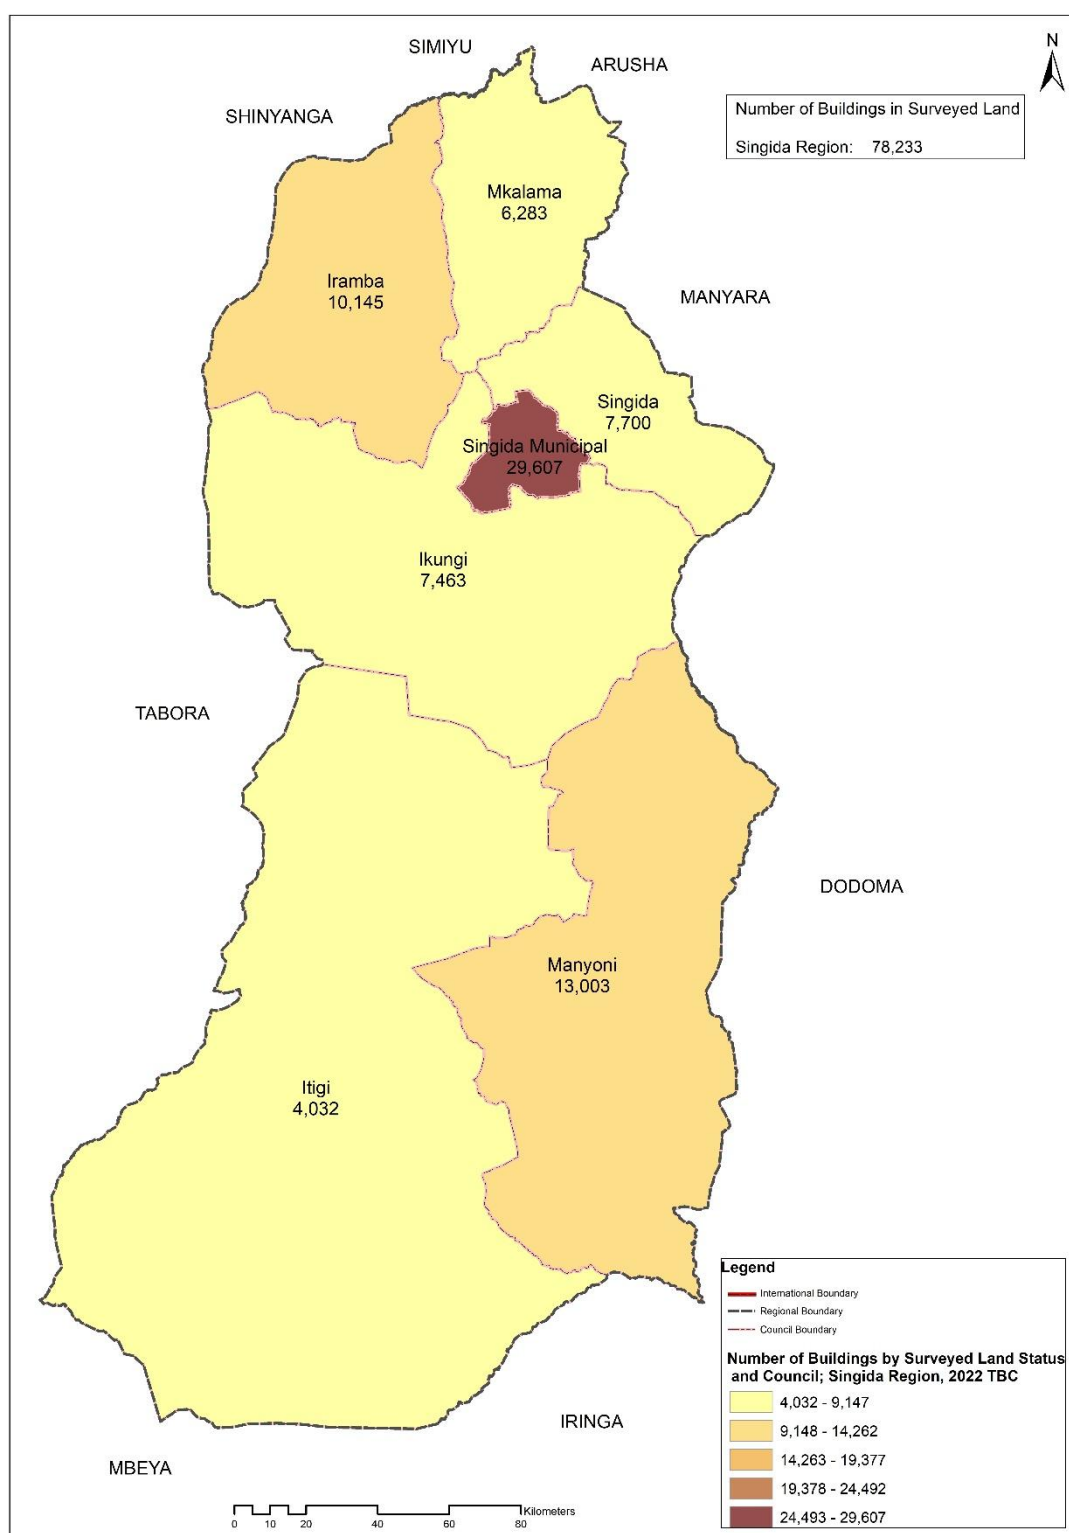 SIMIYU
ARUSHA
N
SHINYANGA
Number of Buildings in Surveyed Land
Singida Region: 78,233
Mkalama
6,283
Iramba
10,145
MANYARA
Singida
7,700
Singida Municipal
29,607
Ikungi
7,463
TABORA
DODOMA
Manyoni
13,003
Itigi
4,032
IRINGA
MBEYA
Legend
International Boundary
Regional Boundary
Council Boundary
Number of Buildings by Surveyed Land Status
and Council; Singida Region, 2022 TBC
4,032 - 9,147
9,148 - 14,262
14,263 - 19,377
19,378 - 24,492
24,493 - 29,607
Kilometers
0 10 20 40 60 80